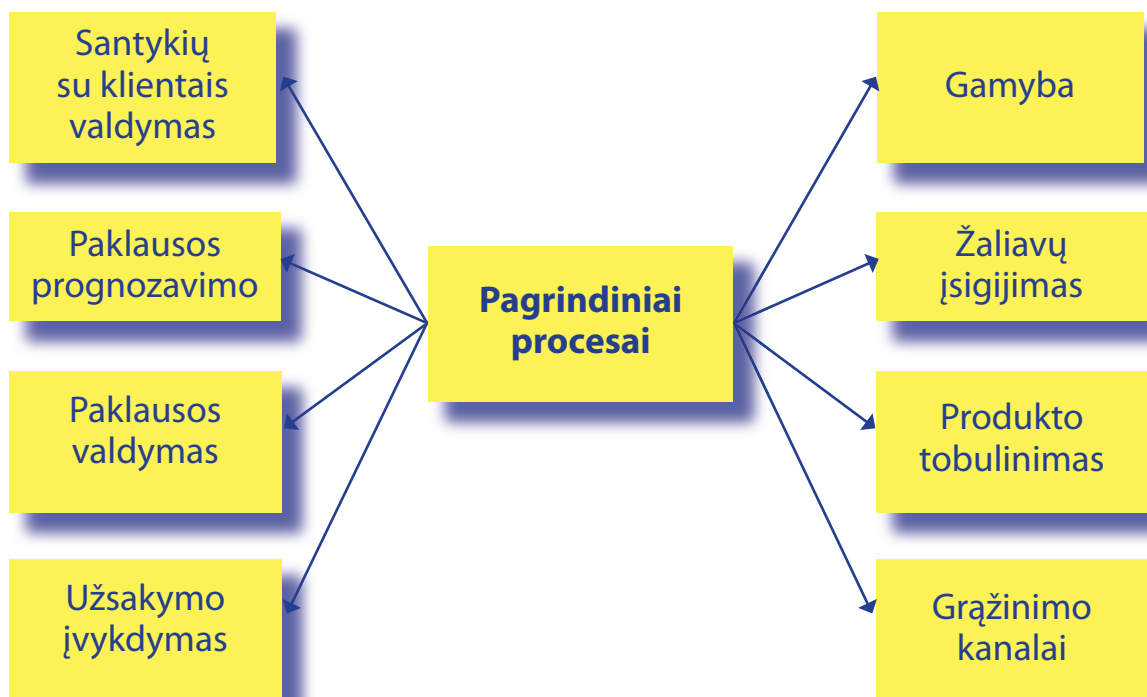 Santykių
su klientais
valdymas
Paklausos
prognozavimo
Paklausos
valdymas
Užsakymo
įvykdymas
Pagrindiniai
procesai
Gamyba
Žaliavų
įsigijimas
Produkto
tobulinimas
Grąžinimo
kanalai